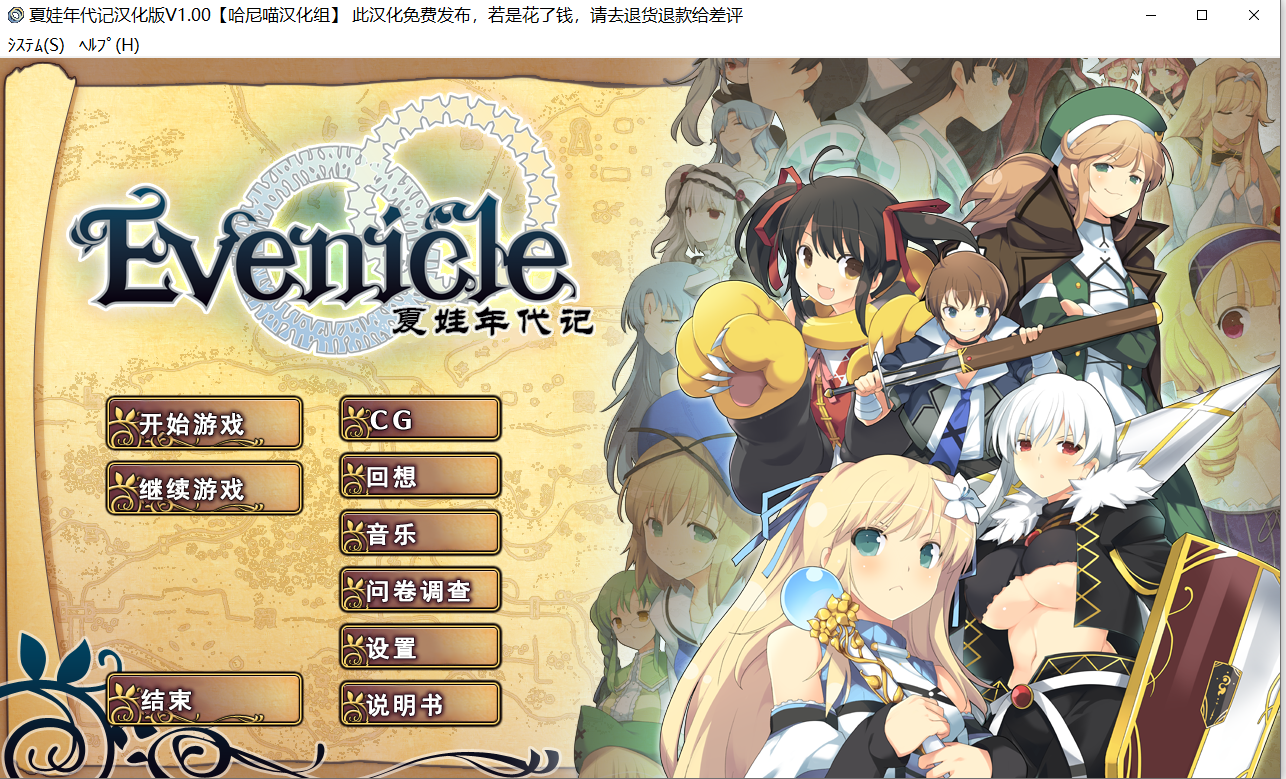 夏娃年代记汉化版V1.00【哈尼喵汉化组】 此汉化免费发布，若是花了钱，请去退货退款给差评
ｼｽﾃﾑ(S) ﾍﾙﾌﾟ(H)
Evenicle
夏娃年代记
开始游戏
继续游戏
结束
CG
回想
音乐
问卷调查
设置
说明书